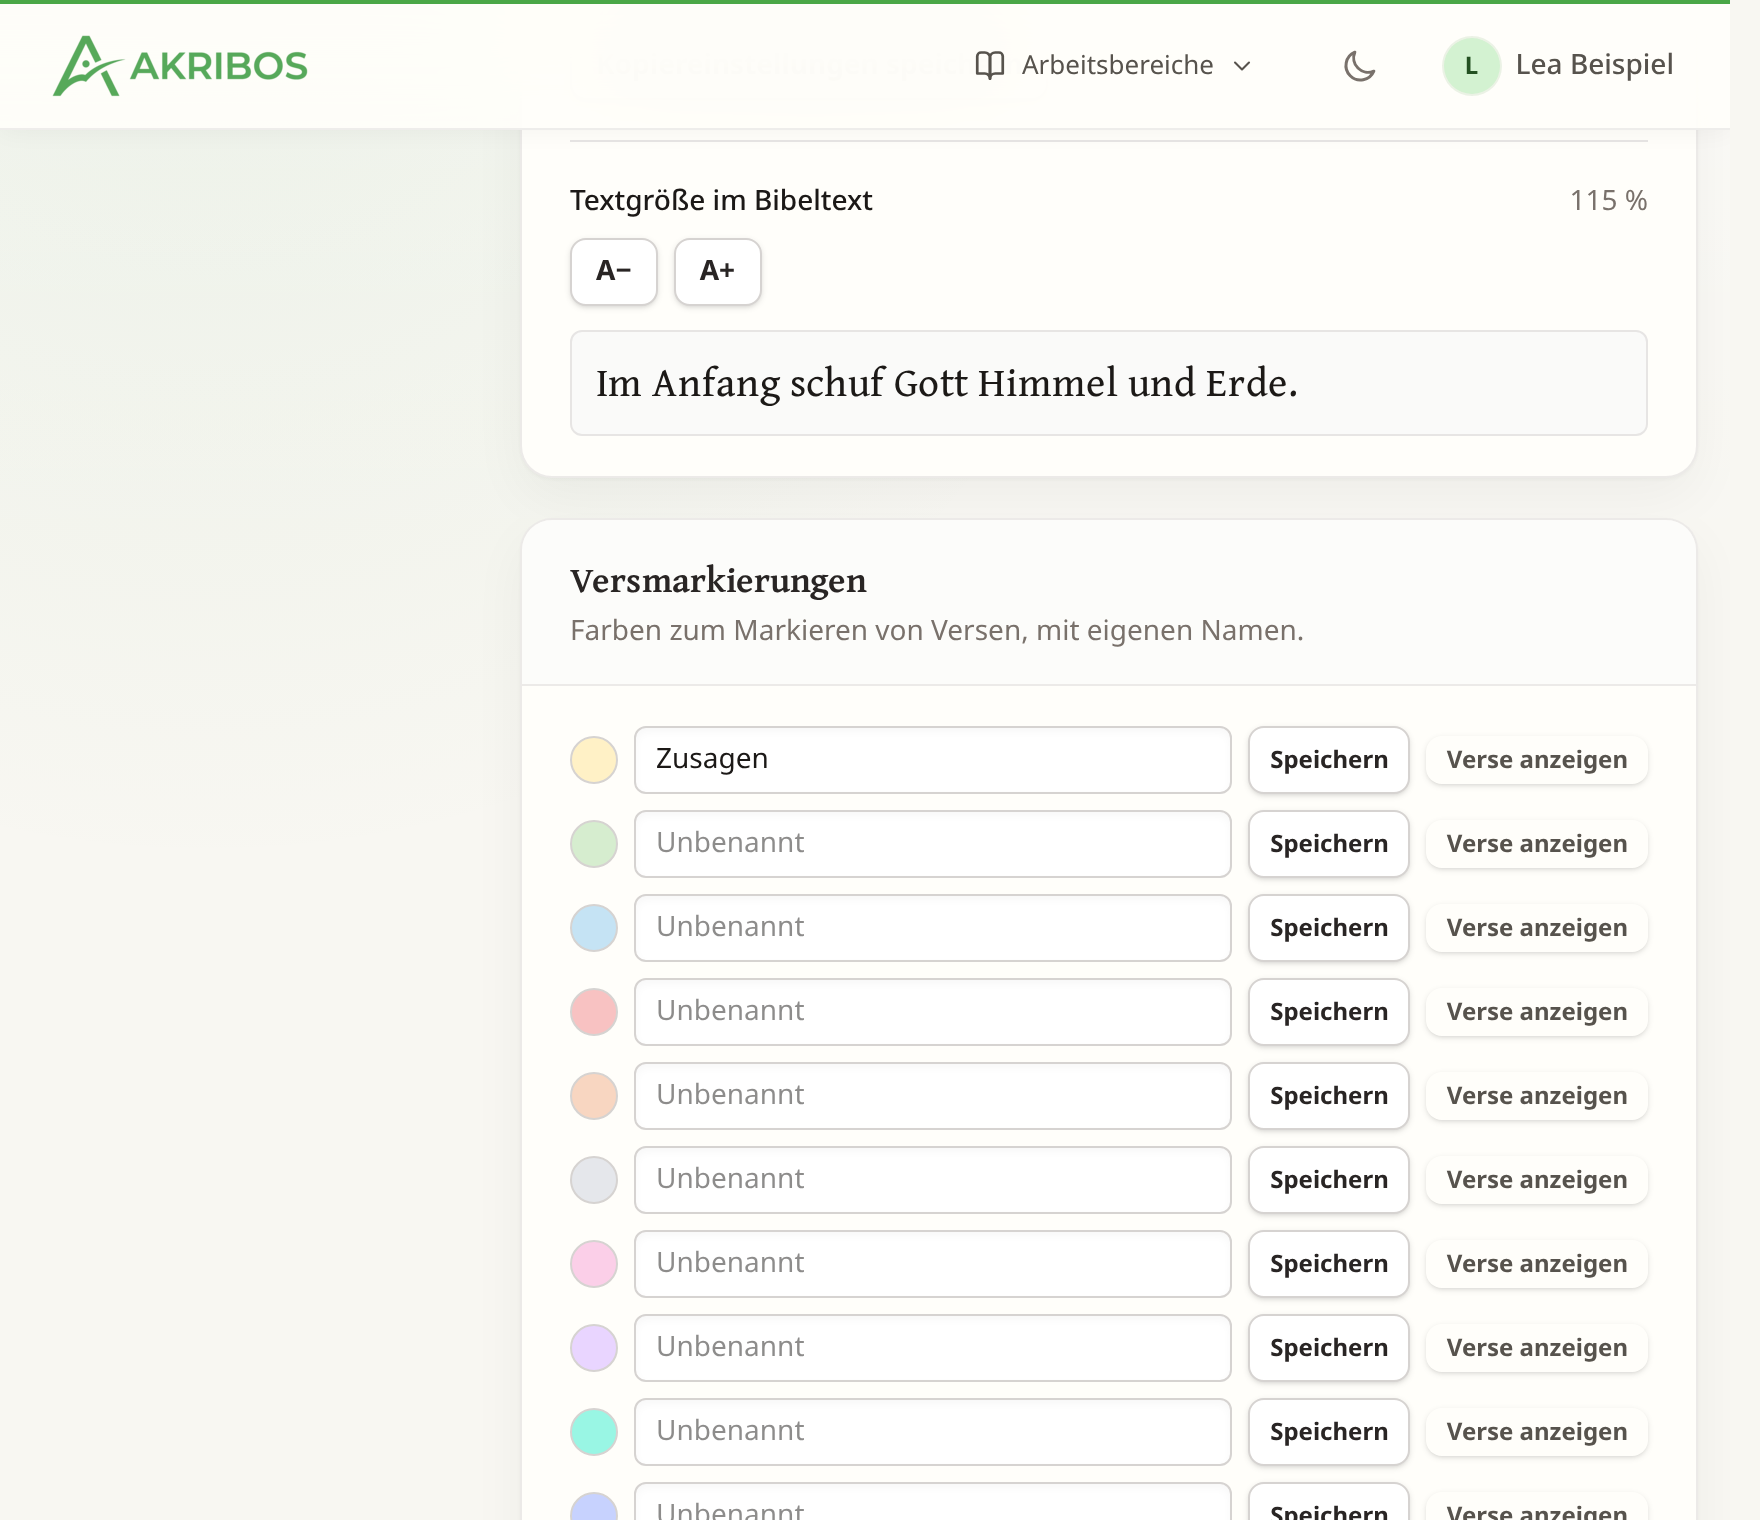 AKRIBOS
Arbeitsbereiche
L
Lea Beispiel
Textgröße im Bibeltext
115 %
A−
A+
Im Anfang schuf Gott Himmel und Erde.
Versmarkierungen
Farben zum Markieren von Versen, mit eigenen Namen.
Zusagen
Speichern
Verse anzeigen
Unbenannt
Speichern
Verse anzeigen
Unbenannt
Speichern
Verse anzeigen
Unbenannt
Speichern
Verse anzeigen
Unbenannt
Speichern
Verse anzeigen
Unbenannt
Speichern
Verse anzeigen
Unbenannt
Speichern
Verse anzeigen
Unbenannt
Speichern
Verse anzeigen
Unbenannt
Speichern
Verse anzeigen
Unbenannt
Speichern
Verse anzeigen